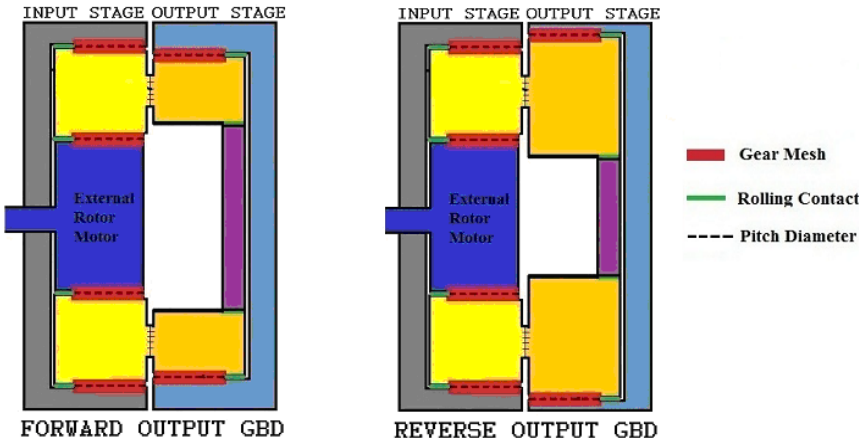 INPUT STAGE OUTPUT STAGE
External
Rotor
Motor
FORWARD OUTPUT GBD
INPUT STAGE OUTPUT STAGE
External
Rotor
Motor
REVERSE OUTPUT GBD
Gear Mesh
Rolling Contact
Pitch Diameter